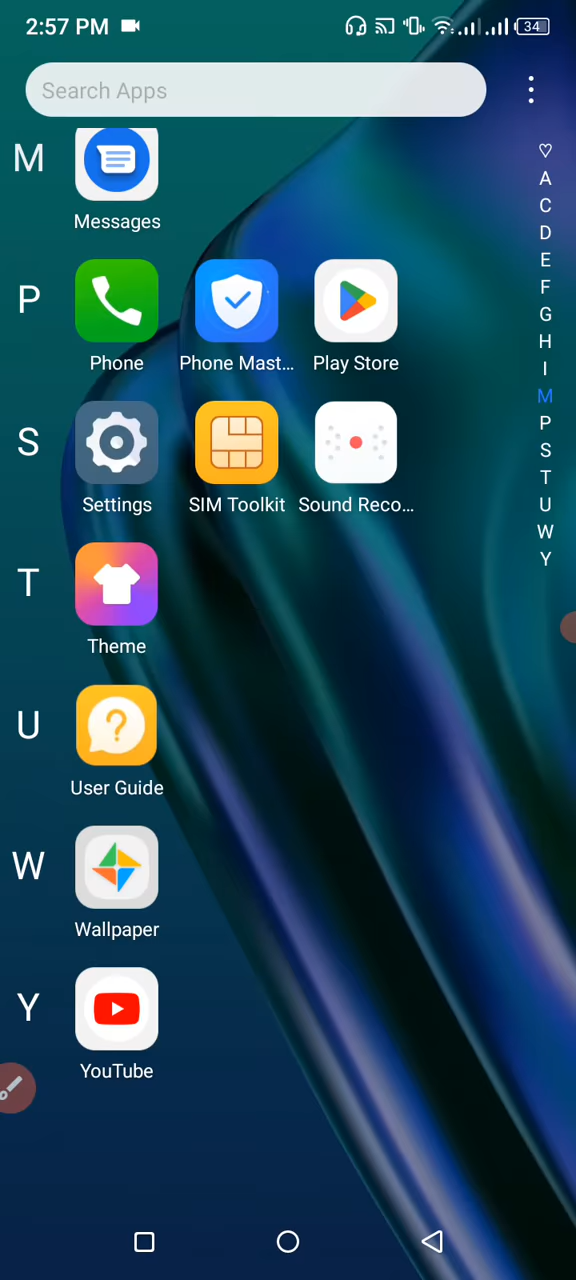 2:57 PM
34
Search Apps
M
Messages
P
Phone
Phone Mast...
Play Store
S
Settings
SIM Toolkit
Sound Reco...
T
Theme
U
User Guide
W
Wallpaper
Y
YouTube
A
C
D
E
F
G
H
I
M
P
S
T
U
W
Y